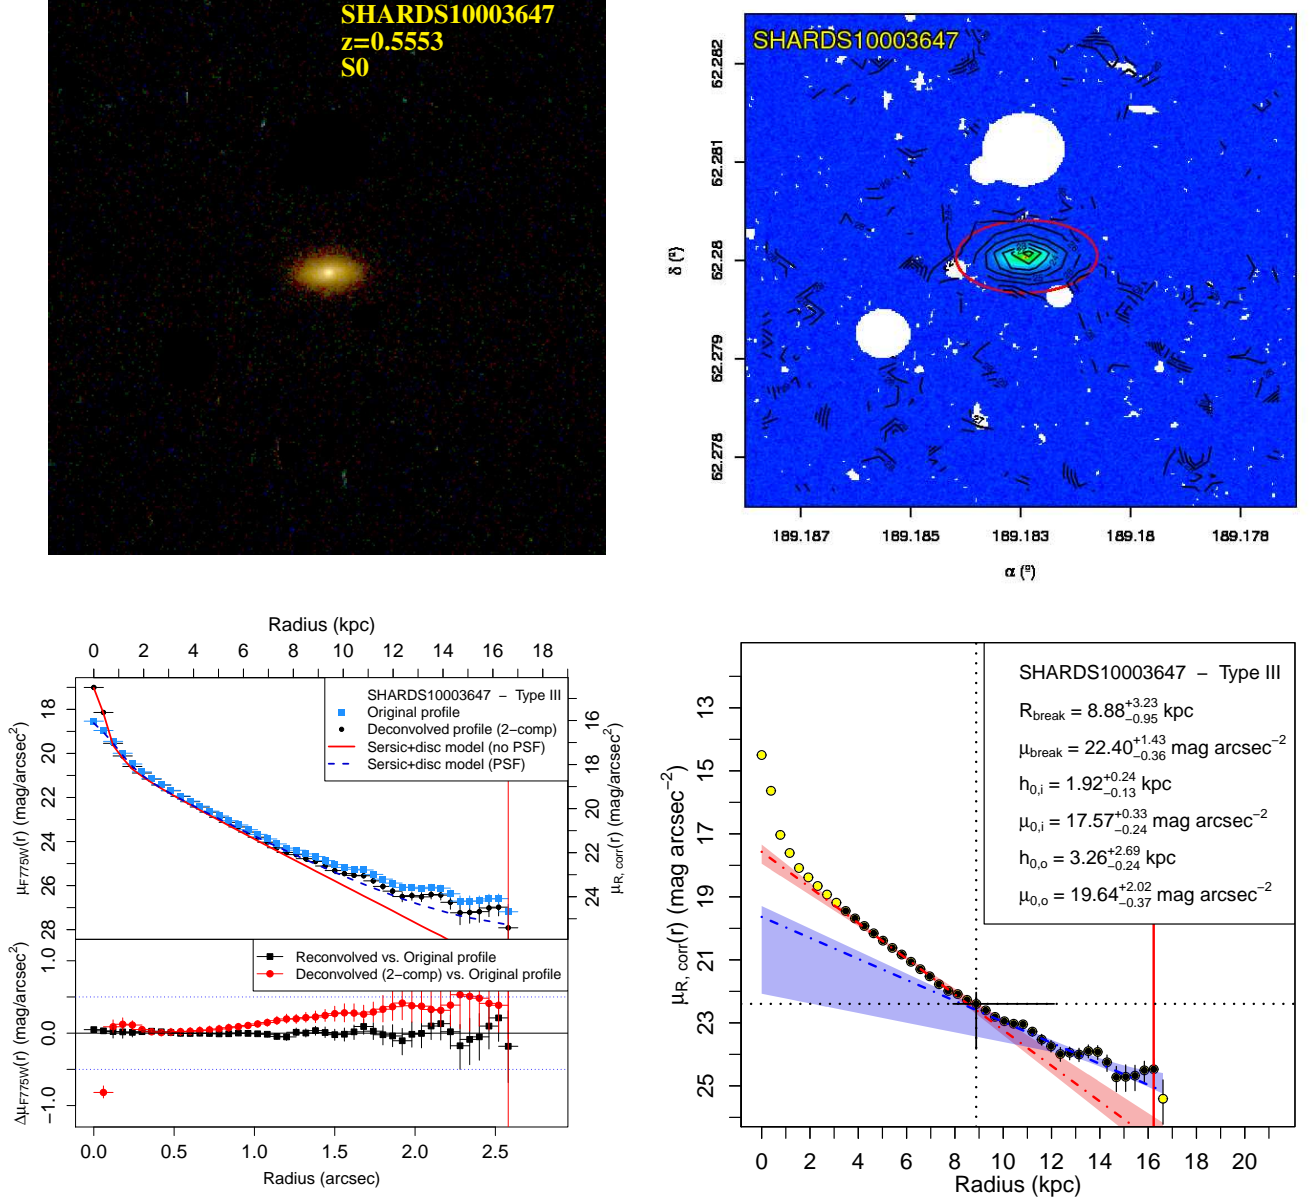 SHARDS10003647
z=0.5553
S0
SHARDS10003647
62.282
62.281
62.28
62.279
62.278
δ (º)
189.187 189.185 189.183 189.18 189.178
α (º)
Radius (kpc)
0 2 4 6 8 10 12 14 16 18
SHARDS10003647 − Type III
Original profile
Deconvolved profile (2−comp)
Sersic+disc model (no PSF)
Sersic+disc model (PSF)
μF775W(r) (mag/arcsec²)
18
20
22
24
26
28
μR, corr(r) (mag/arcsec²)
16
18
20
22
24
Reconvolved vs. Original profile
Deconvolved (2−comp) vs. Original profile
ΔμF775W(r) (mag/arcsec²)
1.0
0.0
−1.0
0.0 0.5 1.0 1.5 2.0 2.5
Radius (arcsec)
SHARDS10003647 − Type III
Rbreak = 8.88 +3.23 −0.95 kpc
μbreak = 22.40 +1.43 −0.36 mag arcsec−2
h0,i = 1.92 +0.24 −0.13 kpc
μ0,i = 17.57 +0.33 −0.24 mag arcsec−2
h0,o = 3.26 +2.69 −0.24 kpc
μ0,o = 19.64 +2.02 −0.37 mag arcsec−2
μR, corr(r) (mag arcsec−2)
13
15
17
19
21
23
25
0 2 4 6 8 10 12 14 16 18 20
Radius (kpc)